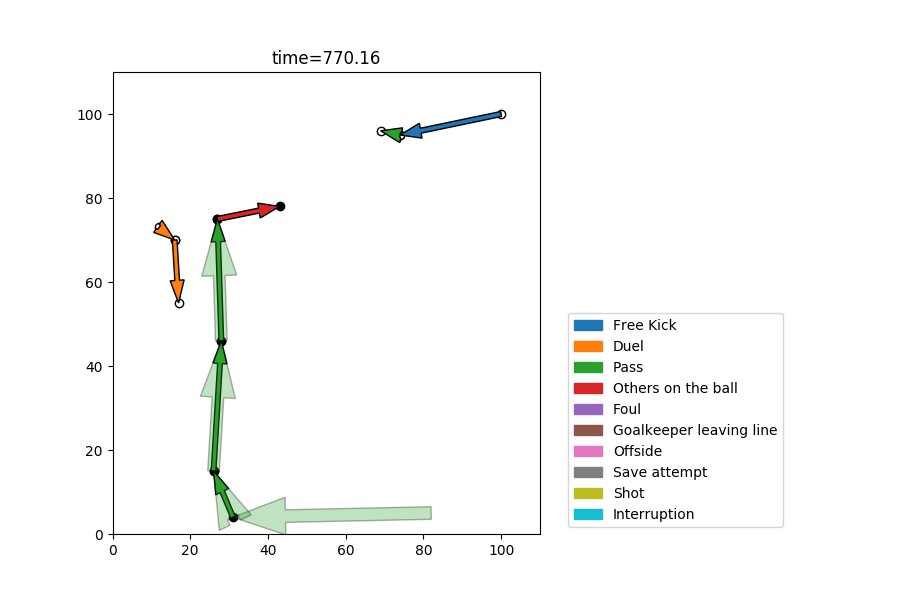 time=770.16
100
80
60
40
20
0
0
20
40
60
80
100
Free Kick
Duel
Pass
Others on the ball
Foul
Goalkeeper leaving line
Offside
Save attempt
Shot
Interruption